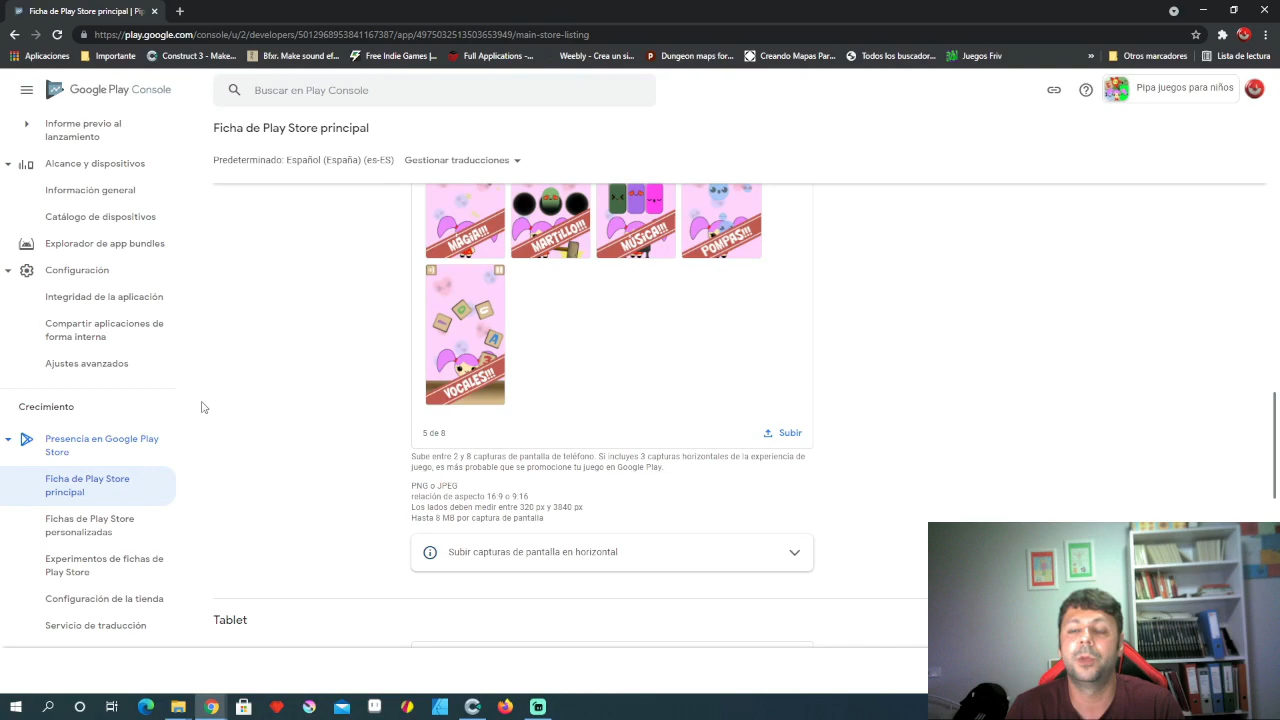 Ficha de Play Store principal | Pip
https://play.google.com/console/u/2/developers/5012968953841167387/app/4975032513503653949/main-store-listing
Aplicaciones
Importante
Construct 3 - Make...
Bfxr. Make sound ef...
Free Indie Games |...
Full Applications -...
Weebly - Crea un si...
Dungeon maps for...
Creando Mapas Par...
Todos los buscador...
Juegos Friv
»
Otros marcadores
Lista de lectura
Google Play Console
Buscar en Play Console
Pipa juegos para niños
Informe previo al
lanzamiento
Alcance y dispositivos
Información general
Catálogo de dispositivos
Explorador de app bundles
Configuración
Integridad de la aplicación
Compartir aplicaciones de
forma interna
Ajustes avanzados
Crecimiento
Presencia en Google Play
Store
Ficha de Play Store
principal
Fichas de Play Store
personalizadas
Experimentos de fichas de
Play Store
Configuración de la tienda
Servicio de traducción
Ficha de Play Store principal
Predeterminado: Español (España) (es-ES)
Gestionar traducciones
MAGIA!!!
MARTILLO!!!
MUSICA!!!
POMPAS!!!
A
VOCALES!!!
5 de 8
Subir
Sube entre 2 y 8 capturas de pantalla de teléfono. Si incluyes 3 capturas horizontales de la experiencia de
juego, es más probable que se promocione tu juego en Google Play.
PNG o JPEG
relación de aspecto 16:9 o 9:16
Los lados deben medir entre 320 px y 3840 px
Hasta 8 MB por captura de pantalla
Subir capturas de pantalla en horizontal
Tablet